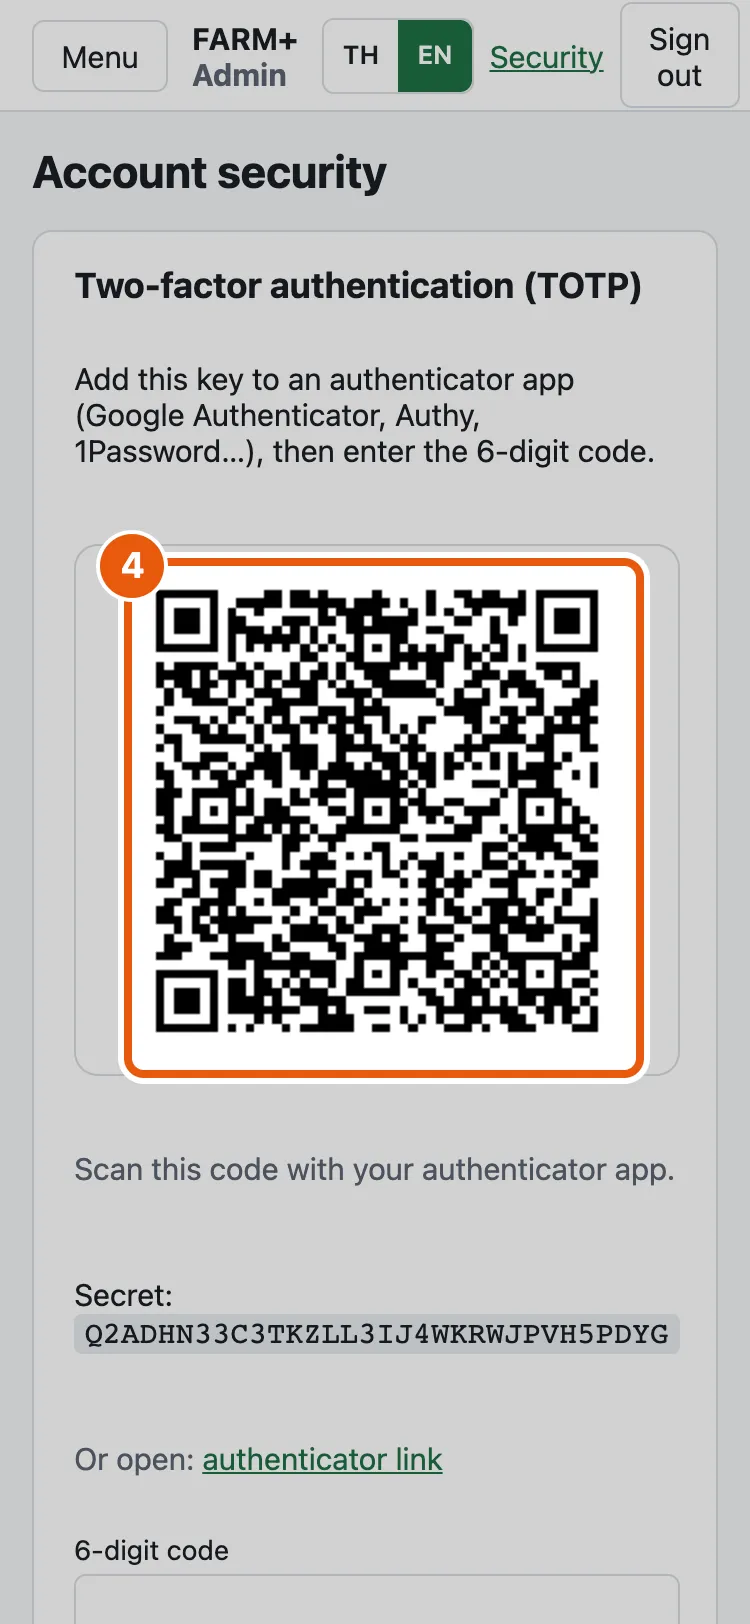 Menu
FARM+
Admin
TH
EN
Security
Sign
out
Account security
Two-factor authentication (TOTP)
Add this key to an authenticator app
(Google Authenticator, Authy,
1Password...), then enter the 6-digit code.
4
Scan this code with your authenticator app.
Secret:
Q2ADHN33C3TKZLL3IJ4WKRWJPVH5PDYG
Or open: authenticator link
6-digit code